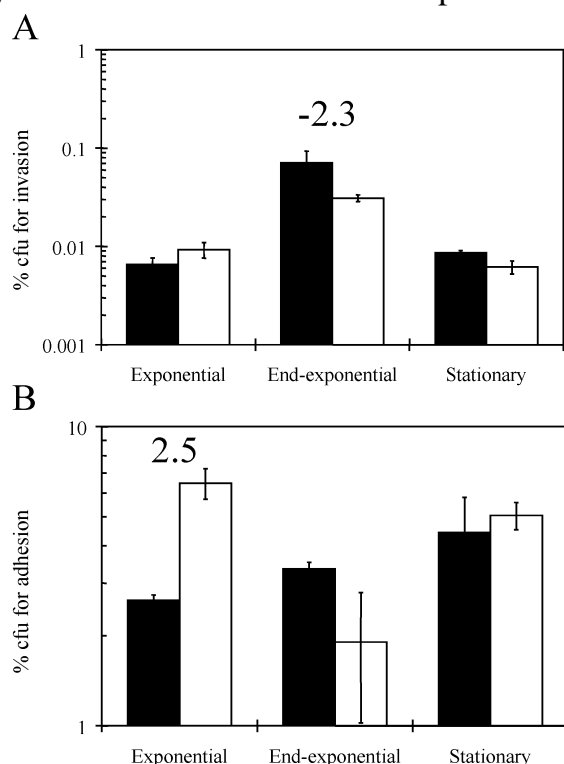 A
1
-2.3
0.1
% cfu for invasion
0.01
0.001
Exponential End-exponential Stationary
B
10
2.5
% cfu for adhesion
1
Exponential End-exponential Stationary